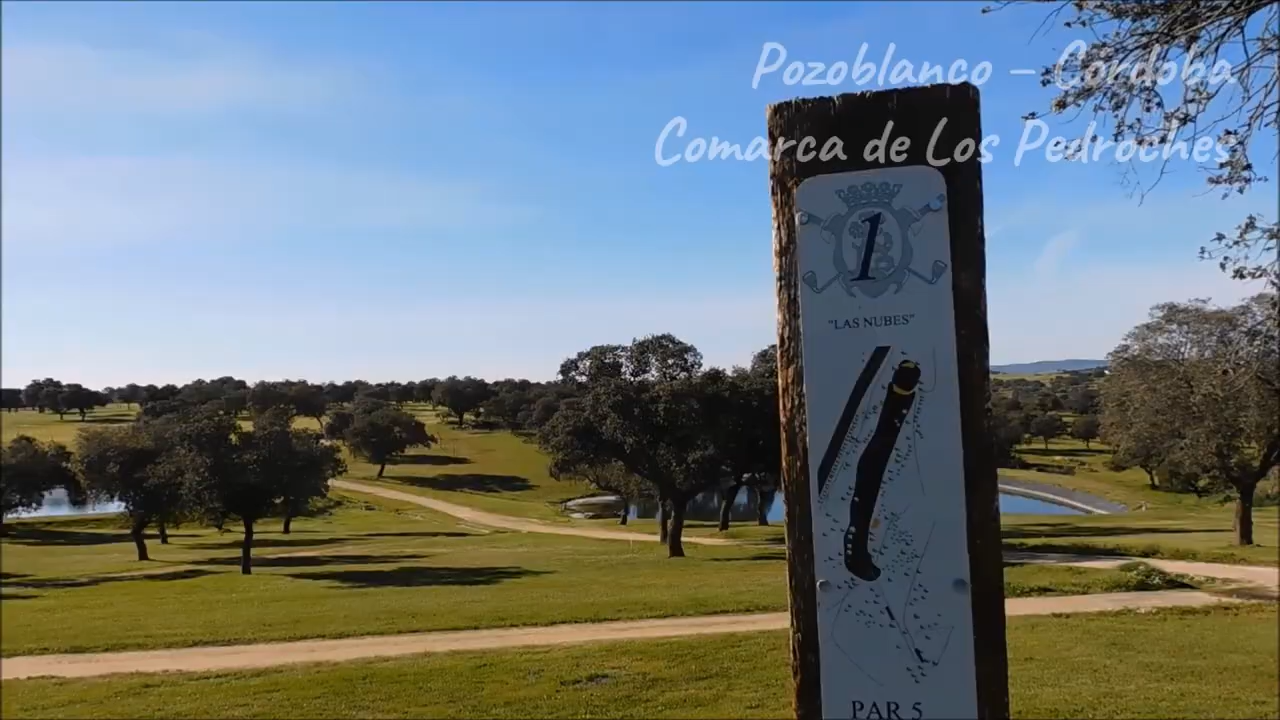 Pozoblanco – Córdoba
Comarca de Los Pedroches
1
"LAS NUBES"
PAR 5